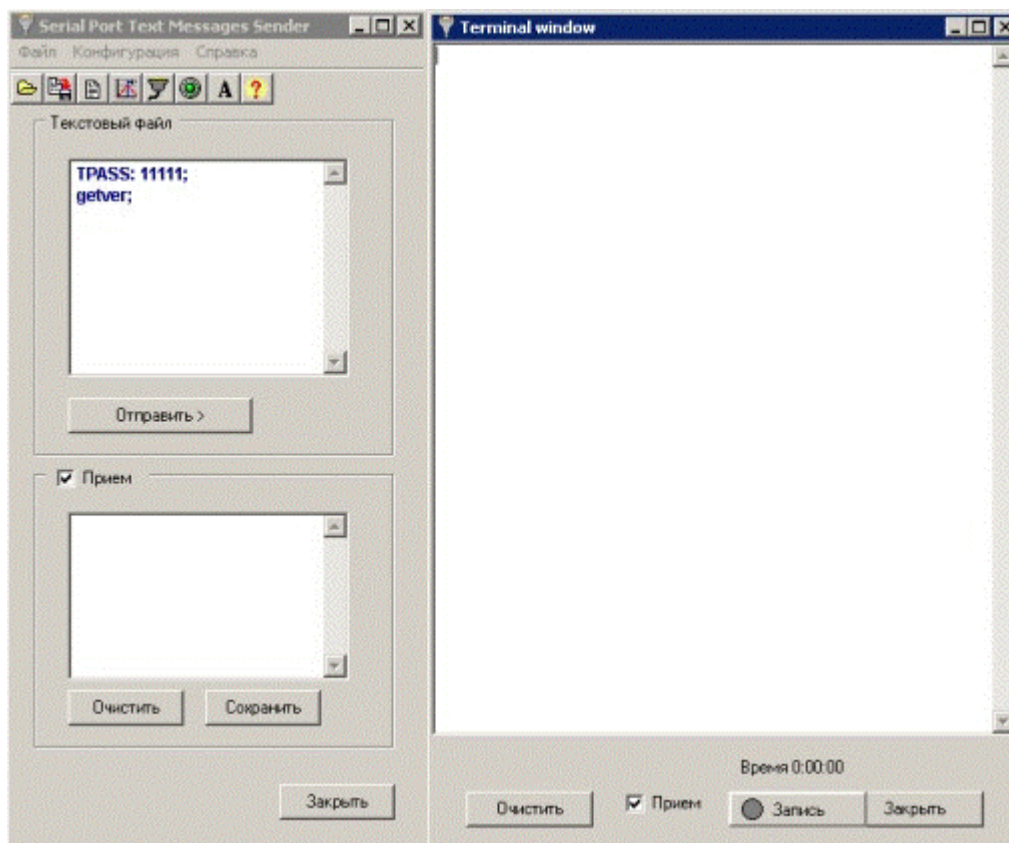 Serial Port Text Messages Sender
Файл Конфигурация Справка
A ?
Текстовый файл
TPASS: 11111;
getver;
Отправить >
Прием
Очистить Сохранить
Закрыть
Terminal window
Время 0:00:00
Очистить Прием Запись Закрыть